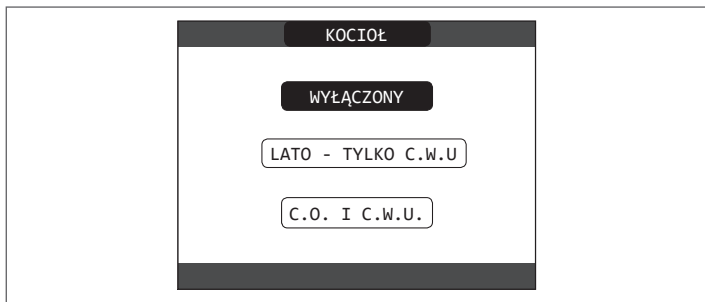 KOCIOŁ
WYŁĄCZONY
LATO - TYLKO C.W.U
C.O. I C.W.U.